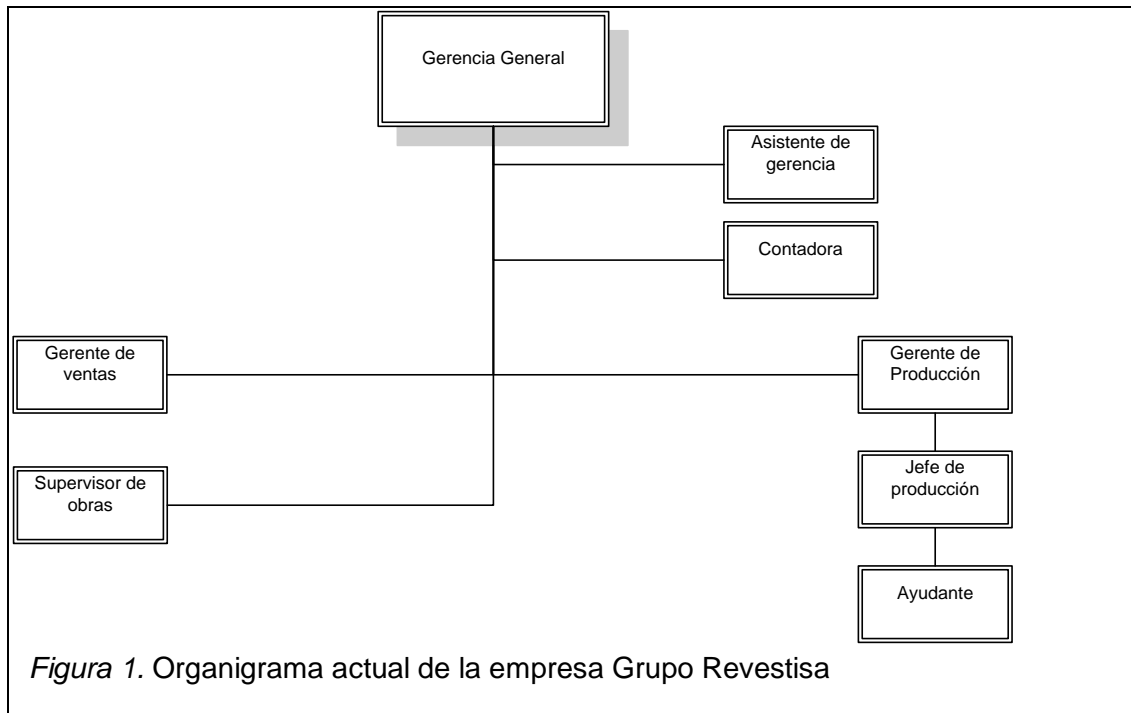 Gerencia General
Asistente de
gerencia
Contadora
Gerente de
ventas
Gerente de
Producción
Supervisor de
obras
Jefe de
producción
Ayudante
Figura 1. Organigrama actual de la empresa Grupo Revestisa